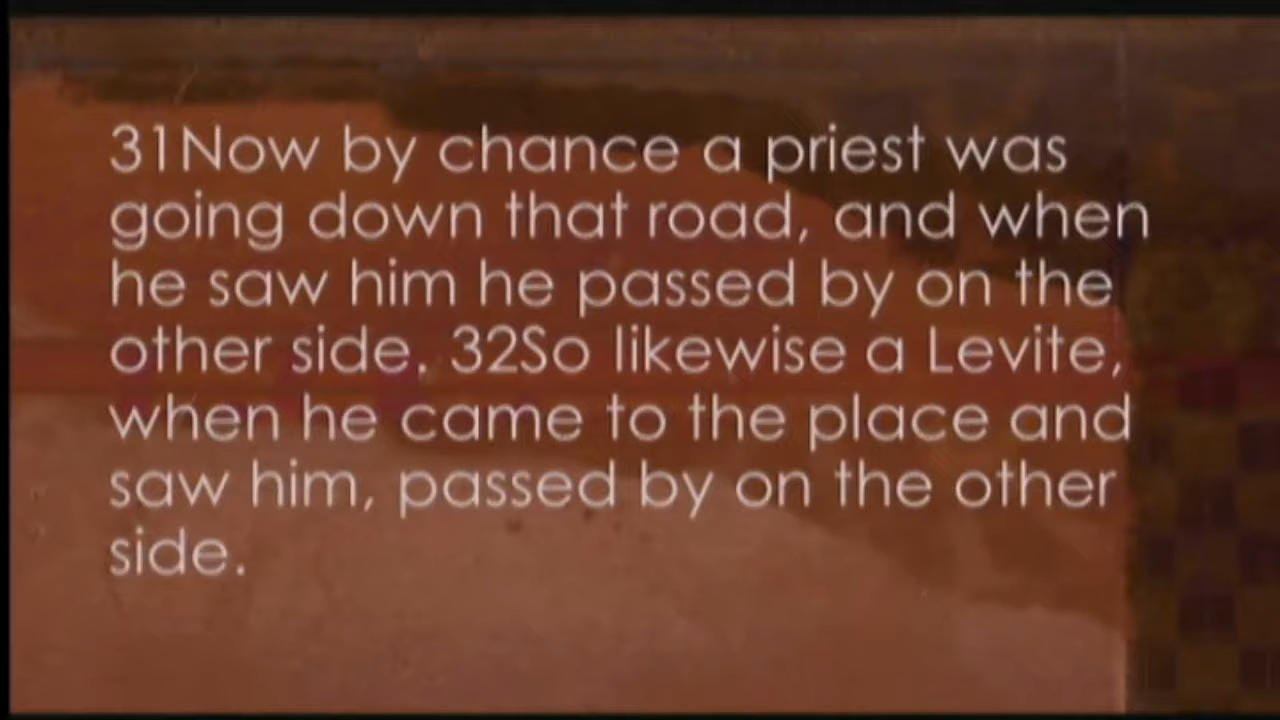 31Now by chance a priest was
going down that road, and when
he saw him he passed by on the
other side. 32So likewise a Levite,
when he came to the place and
saw him, passed by on the other
side.